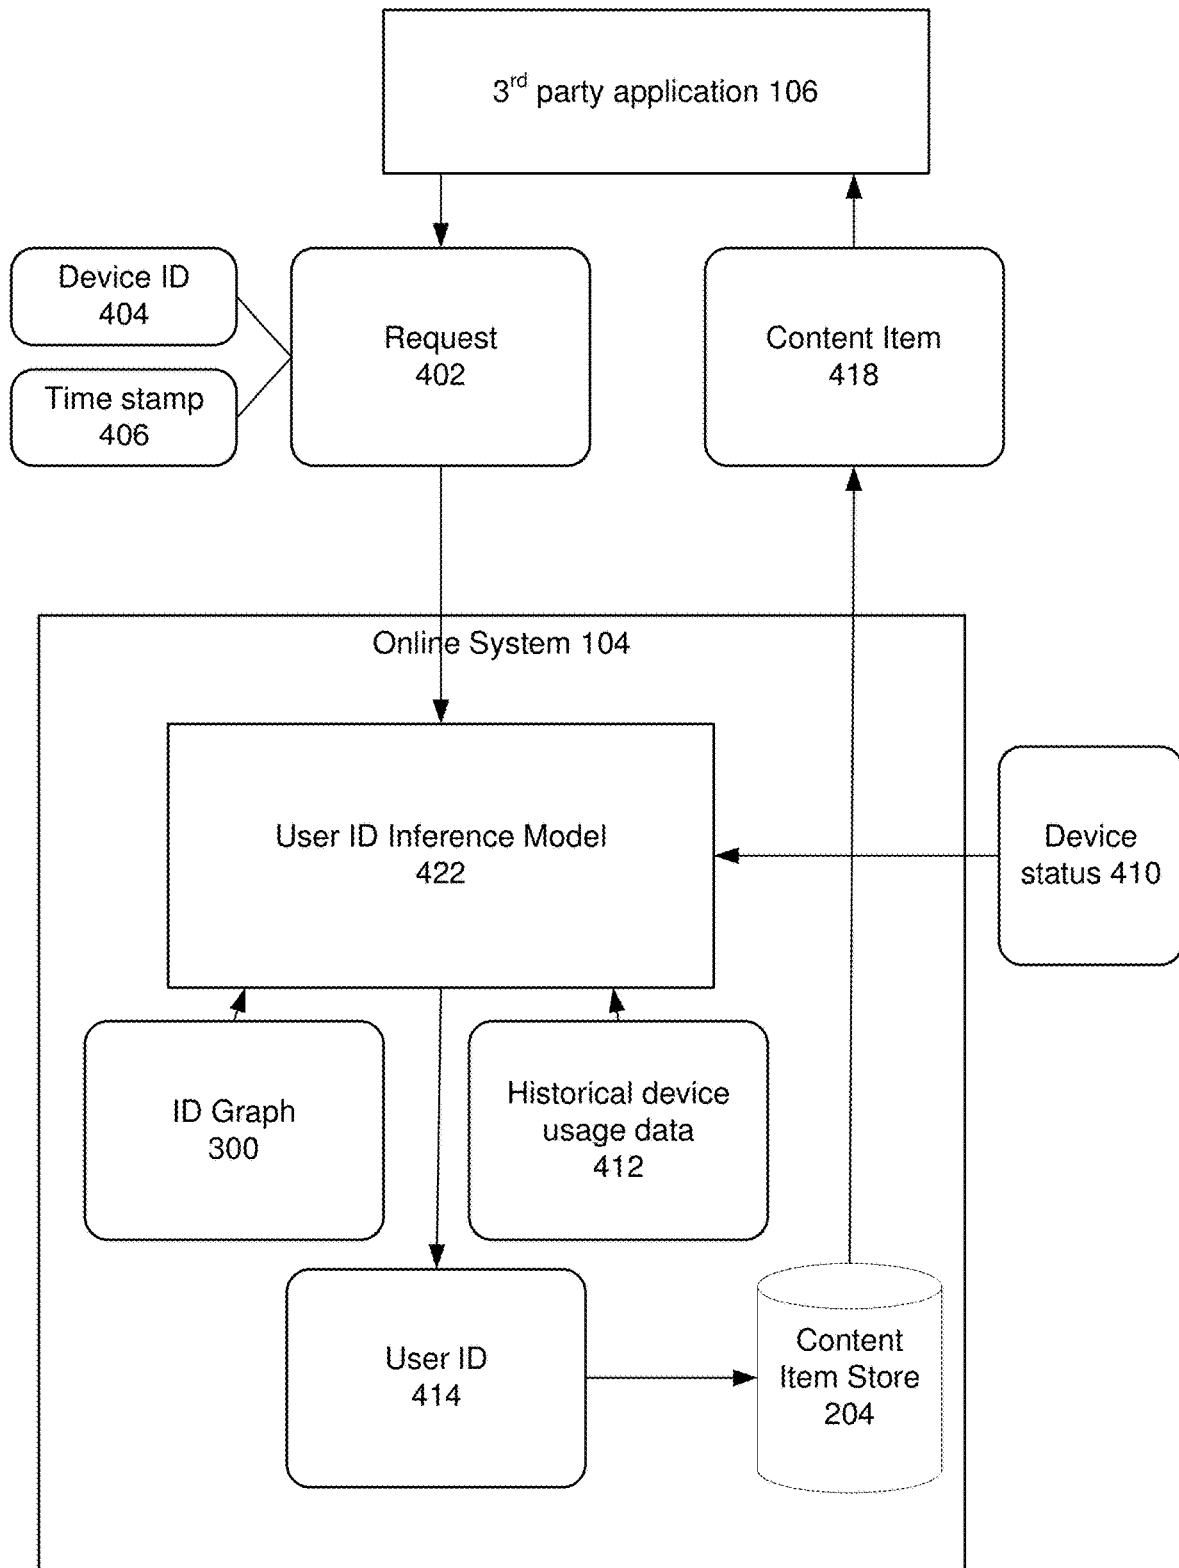 3rd party application 106
Device ID
404
Time stamp
406
Request
402
Content Item
418
Online System 104
User ID Inference Model
422
Device
status 410
ID Graph
300
Historical device
usage data
412
User ID
414
Content
Item Store
204